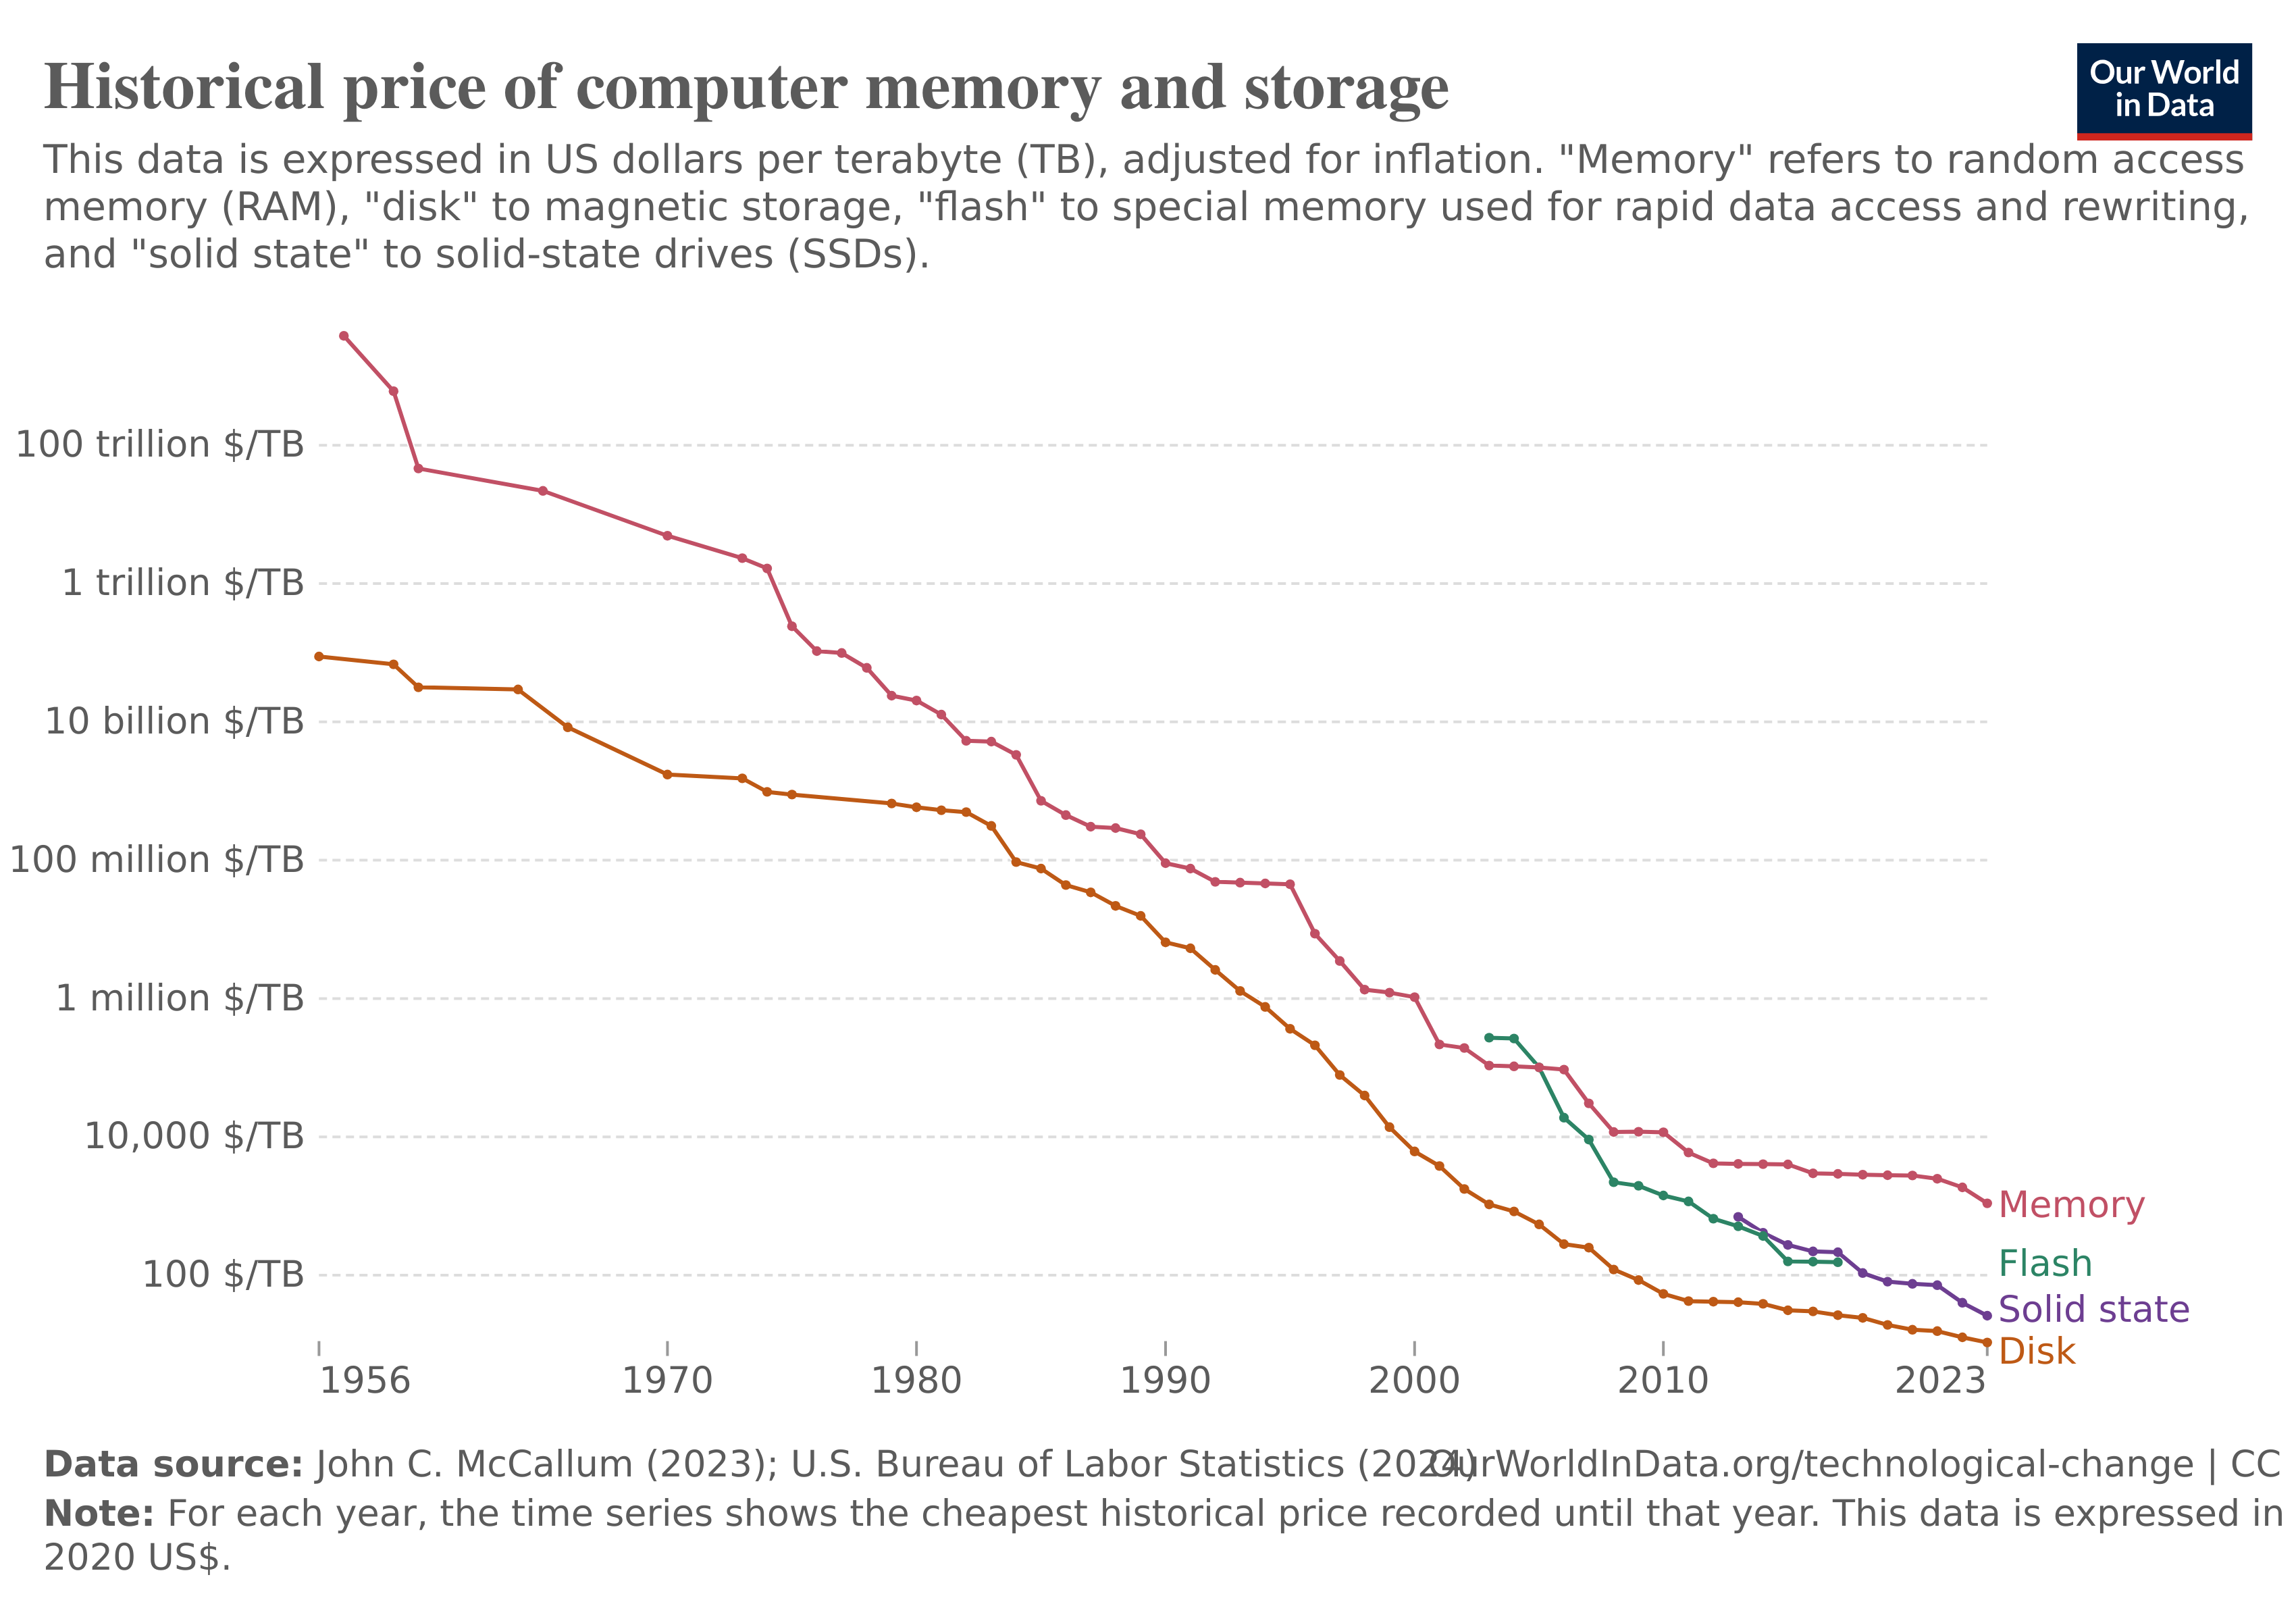 Historical price of computer memory and storage
Our World
in Data
This data is expressed in US dollars per terabyte (TB), adjusted for inflation. "Memory" refers to random access
memory (RAM), "disk" to magnetic storage, "flash" to special memory used for rapid data access and rewriting,
and "solid state" to solid-state drives (SSDs).
100 trillion $/TB
1 trillion $/TB
10 billion $/TB
100 million $/TB
1 million $/TB
10,000 $/TB
100 $/TB
Memory
Flash
Solid state
Disk
1956
1970
1980
1990
2000
2010
2023
Data source: John C. McCallum (2023); U.S. Bureau of Labor Statistics (2024)
OurWorldInData.org/technological-change | CC
Note: For each year, the time series shows the cheapest historical price recorded until that year. This data is expressed in
2020 US$.